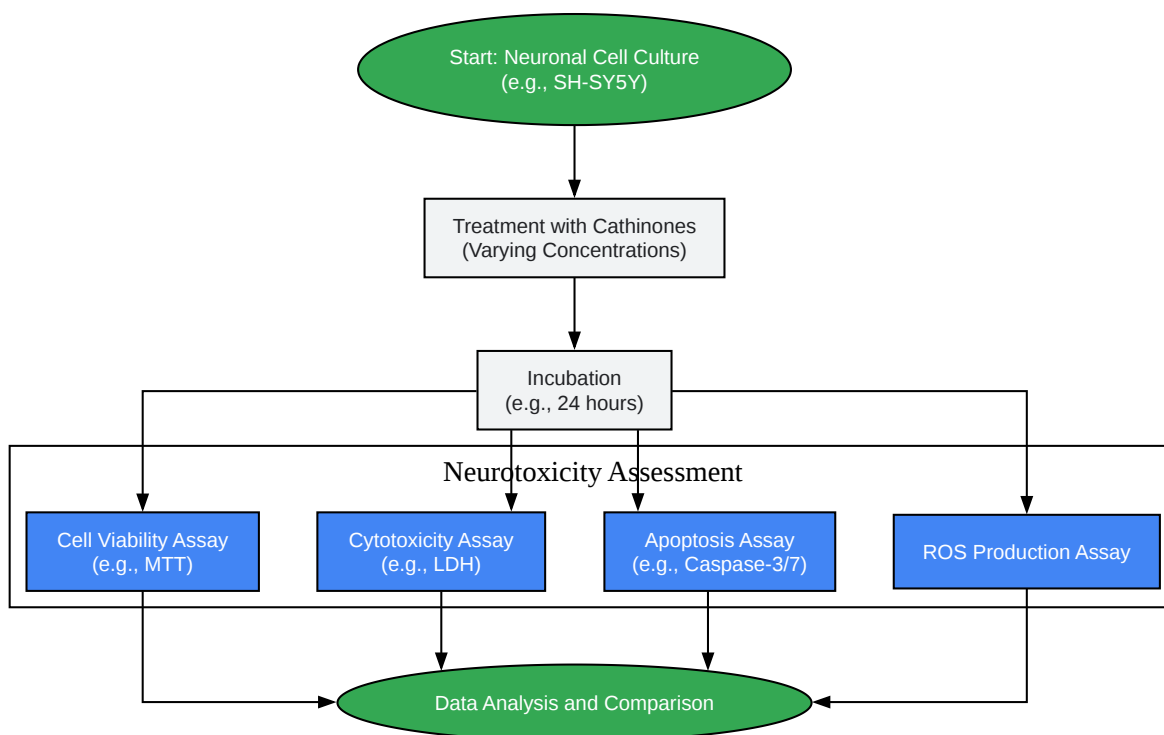 Start: Neuronal Cell Culture
(e.g., SH-SY5Y)
Treatment with Cathinones
(Varying Concentrations)
Incubation
(e.g., 24 hours)
Neurotoxicity Assessment
Cell Viability Assay
(e.g., MTT)
Cytotoxicity Assay
(e.g., LDH)
Apoptosis Assay
(e.g., Caspase-3/7)
ROS Production Assay
Data Analysis and Comparison